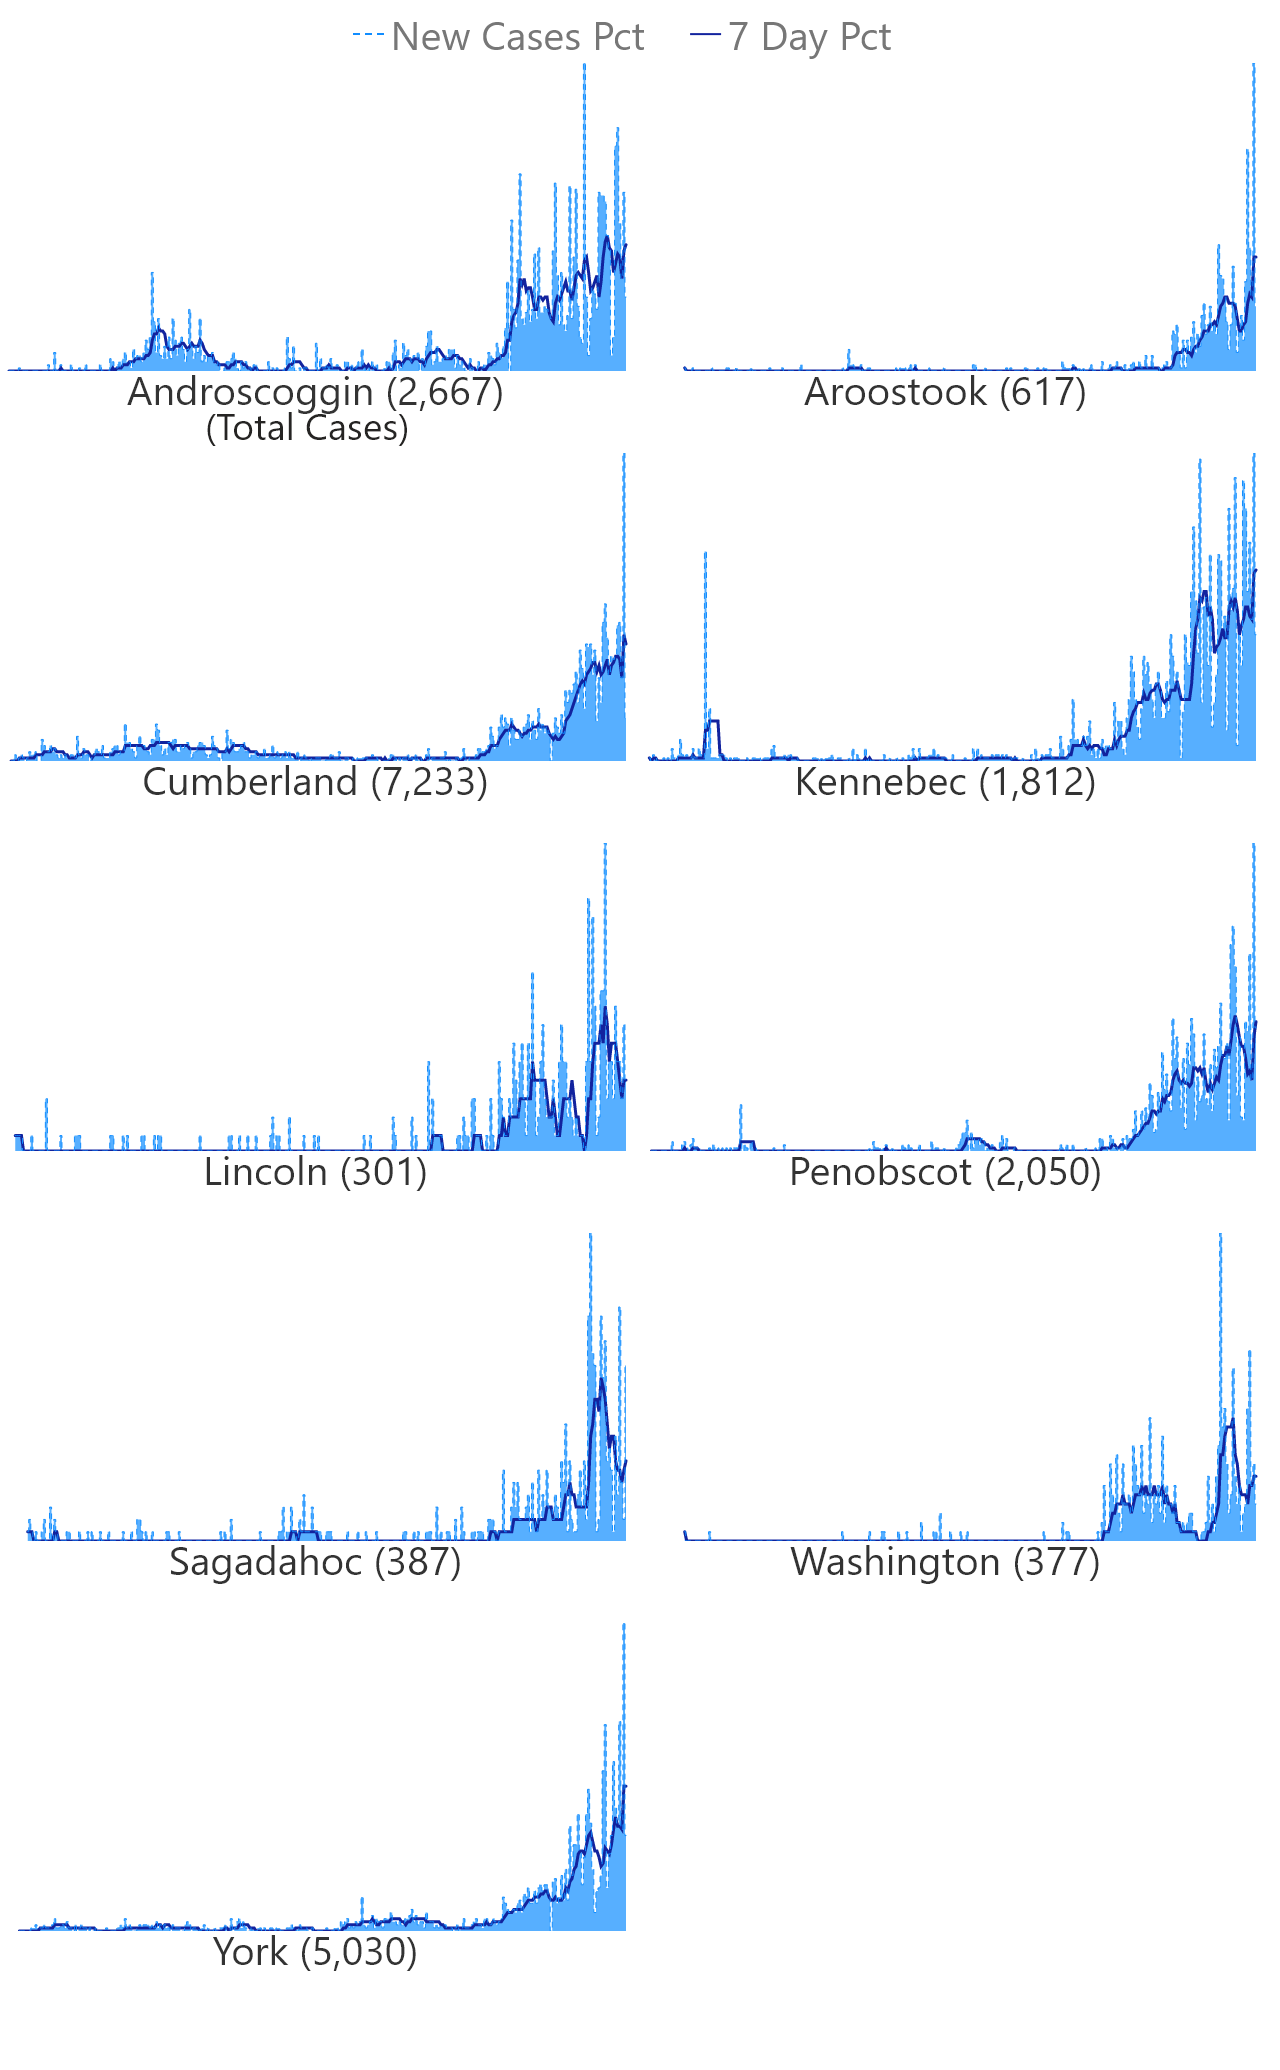 New Cases Pct 7 Day Pct
Androscoggin (2,667) Aroostook (617)
(Total Cases)
Cumberland (7,233) Kennebec (1,812)
Lincoln (301) Penobscot (2,050)
Sagadahoc (387) Washington (377)
York (5,030)